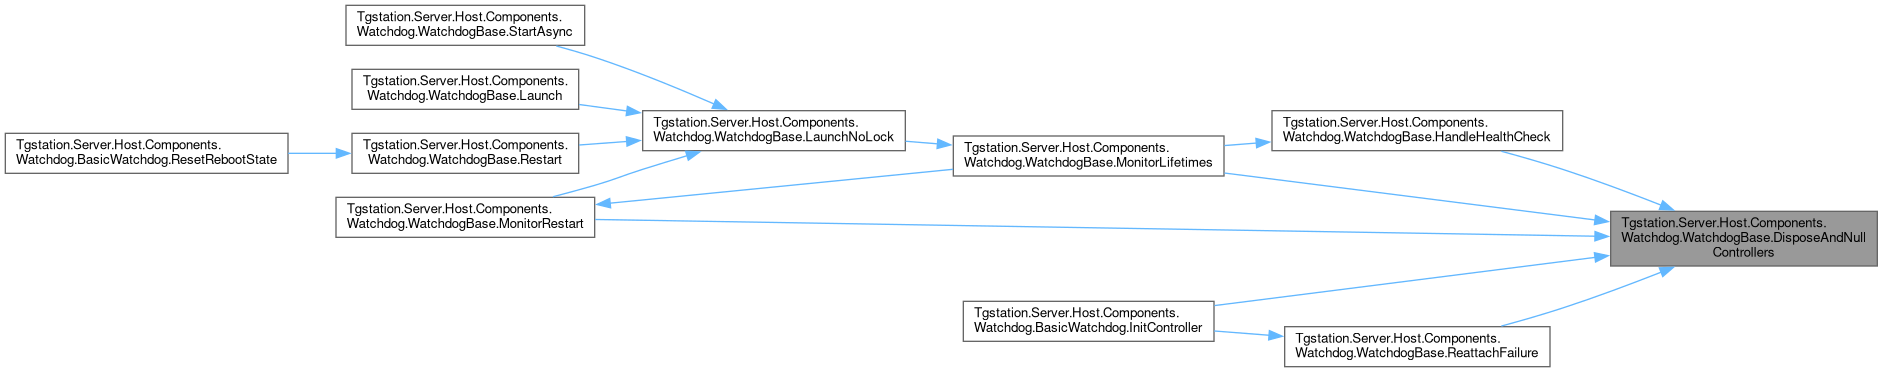 Tgstation.Server.Host.Components.
Watchdog.WatchdogBase.StartAsync
Tgstation.Server.Host.Components.
Watchdog.WatchdogBase.Launch
Tgstation.Server.Host.Components.
Watchdog.BasicWatchdog.ResetRebootState
Tgstation.Server.Host.Components.
Watchdog.WatchdogBase.Restart
Tgstation.Server.Host.Components.
Watchdog.WatchdogBase.MonitorRestart
Tgstation.Server.Host.Components.
Watchdog.WatchdogBase.LaunchNoLock
Tgstation.Server.Host.Components.
Watchdog.WatchdogBase.MonitorLifetimes
Tgstation.Server.Host.Components.
Watchdog.WatchdogBase.HandleHealthCheck
Tgstation.Server.Host.Components.
Watchdog.WatchdogBase.DisposeAndNull
Controllers
Tgstation.Server.Host.Components.
Watchdog.BasicWatchdog.InitController
Tgstation.Server.Host.Components.
Watchdog.WatchdogBase.ReattachFailure